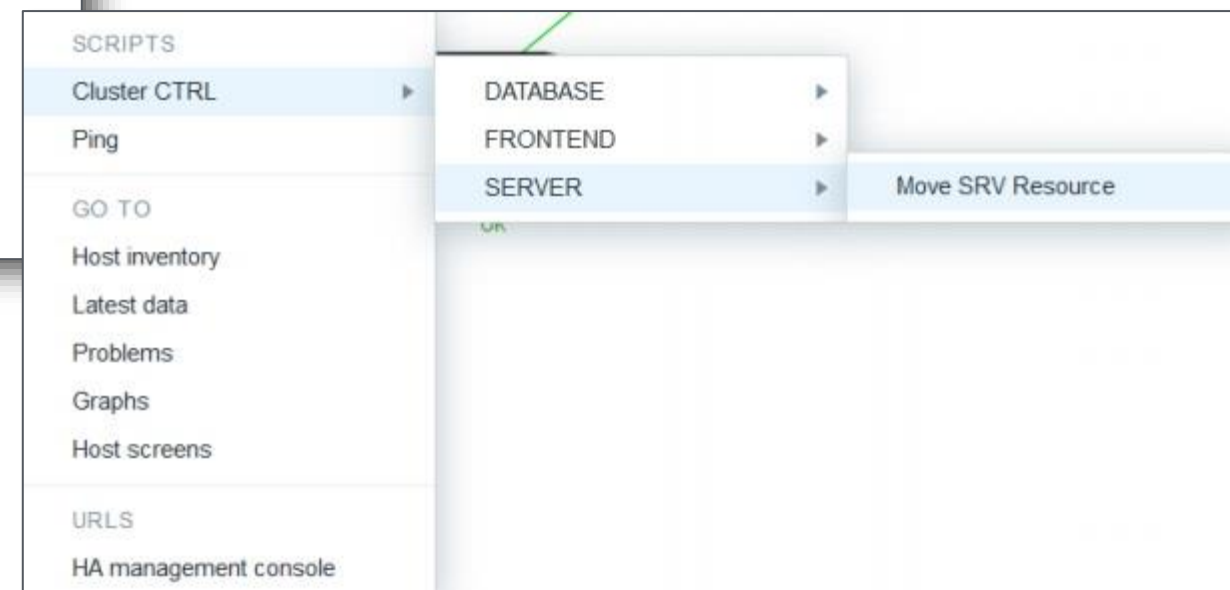 SCRIPTS
Cluster CTRL
Ping
GO TO
Host inventory
Latest data
Problems
Graphs
Host screens
URLS
HA management console
DATABASE
FRONTEND
SERVER
Move SRV Resource
OK